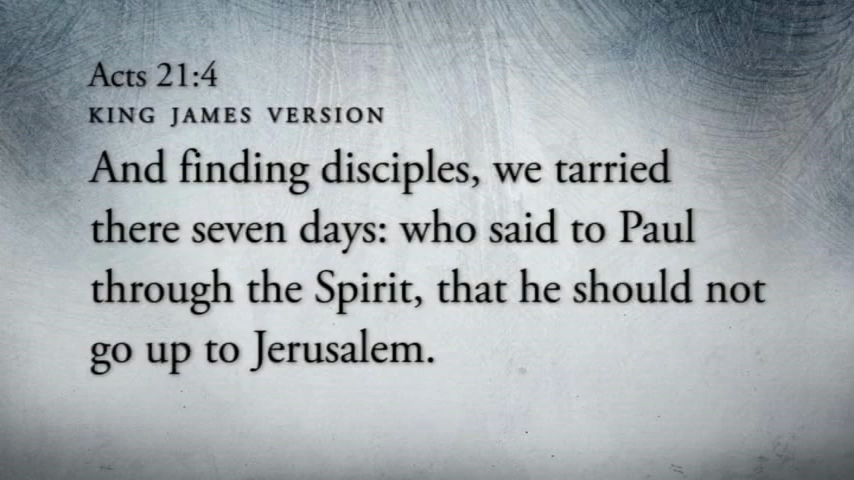 Acts 21:4
KING JAMES VERSION
And finding disciples, we tarried
there seven days: who said to Paul
through the Spirit, that he should not
go up to Jerusalem.